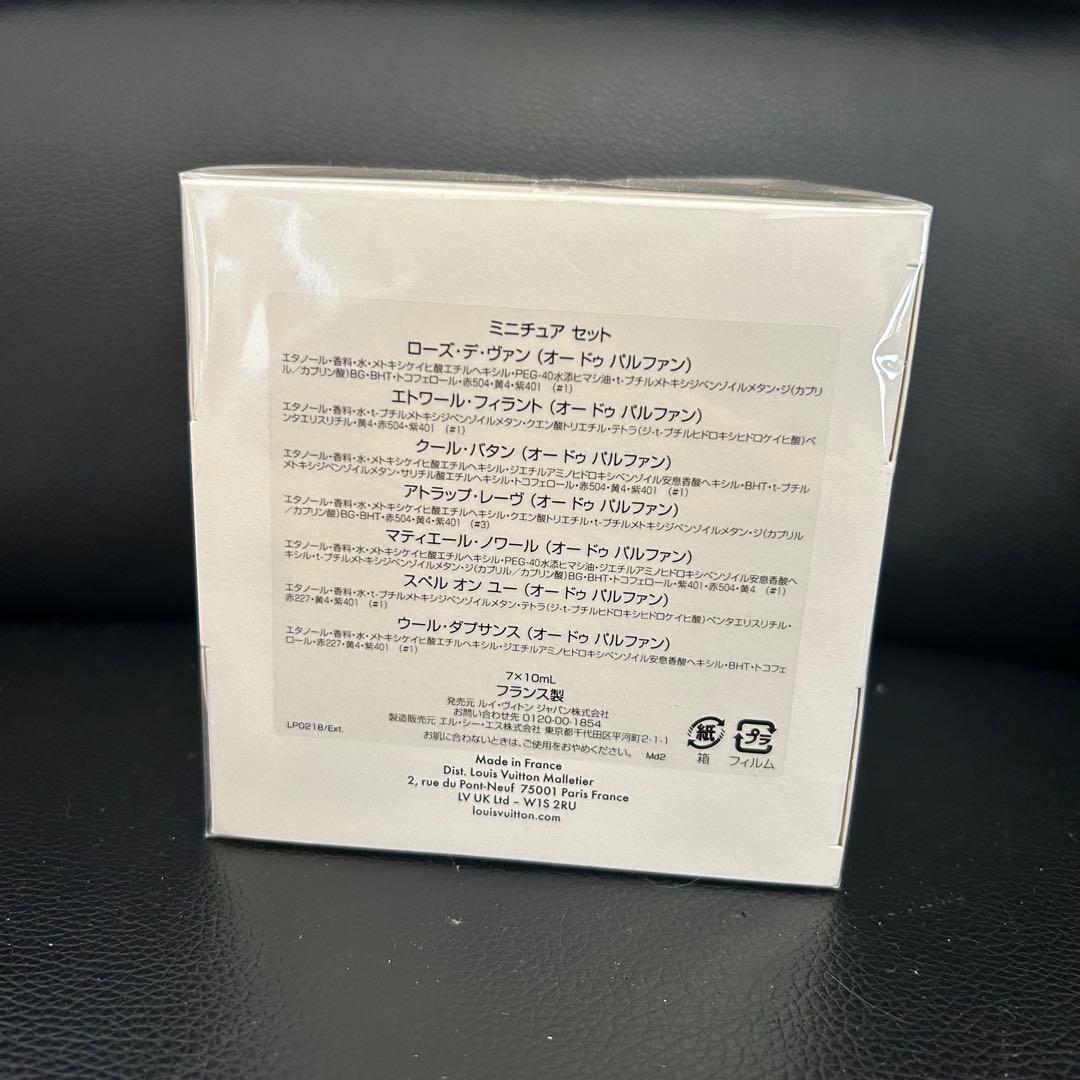 ミニチュア セット
ローズ・デ・ヴァン (オー ドゥ パルファン)
エタノール・香料・水・メトキシケイヒ酸エチルヘキシル・PEG-40水添ヒマシ油・t-ブチルメトキシジベンゾイルメタン・ジ(カプリ
ル/カプリン酸)BG・BHT・トコフェロール・赤504・黄4・紫401 (#1)
エトワール・フィラント (オー ドゥ パルファン)
エタノール・香料・水・t-ブチルメトキシジベンゾイルメタン・クエン酸トリエチル・テトラ(ジ-t-ブチルヒドロキシヒドロケイヒ酸)ペ
ンタエリスリチル・黄4・赤504・紫401 (#1)
クール・バタン (オー ドゥ パルファン)
エタノール・香料・水・メトキシケイヒ酸エチルヘキシル・ジエチルアミノヒドロキシベンゾイル安息香酸ヘキシル・BHT・t-ブチル
メトキシジベンゾイルメタン・サリチル酸エチルヘキシル・トコフェロール・赤504・黄4・紫401 (#1)
アトラップ・レーヴ (オー ドゥ パルファン)
エタノール・香料・水・メトキシケイヒ酸エチルヘキシル・クエン酸トリエチル・t-ブチルメトキシジベンゾイルメタン・ジ(カプリル
/カプリン酸)BG・BHT・赤504・黄4・紫401 (#3)
マティエール・ノワール (オー ドゥ パルファン)
エタノール・香料・水・メトキシケイヒ酸エチルヘキシル・PEG-40水添ヒマシ油・ジエチルアミノヒドロキシベンゾイル安息香酸ヘ
キシル・t-ブチルメトキシジベンゾイルメタン・ジ(カプリル/カプリン酸)BG・BHT・トコフェロール・紫401・赤504・黄4 (#1)
スペル オン ユー (オー ドゥ パルファン)
エタノール・香料・水・t-ブチルメトキシジベンゾイルメタン・テトラ(ジ-t-ブチルヒドロキシヒドロケイヒ酸)ペンタエリスリチル・
赤227・黄4・紫401 (#1)
ウール・ダプサンス (オー ドゥ パルファン)
エタノール・香料・水・メトキシケイヒ酸エチルヘキシル・ジエチルアミノヒドロキシベンゾイル安息香酸ヘキシル・BHT・トコフェ
ロール・赤227・黄4・紫401 (#1)
7×10mL
フランス製
発売元 ルイ・ヴィトン ジャパン株式会社
お問い合わせ先 0120-00-1854
製造販売元 エル・シー・エス株式会社 東京都千代田区平河町2-1-1
LP0218/Ext.
お肌に合わないときは、ご使用をおやめください。 Md2
紙
箱
プラ
フィルム
Made in France
Dist. Louis Vuitton Malletier
2, rue du Pont-Neuf 75001 Paris France
LV UK Ltd – W1S 2RU
louisvuitton.com